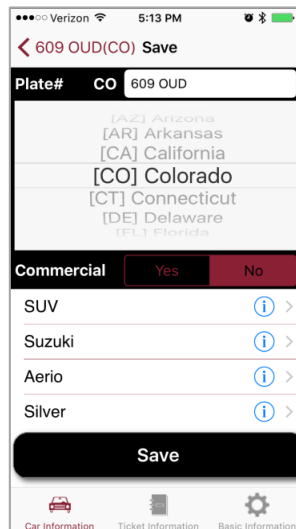 Verizon 5:13 PM
609 OUD(CO) Save
Plate# CO 609 OUD
[AZ] Arizona
[AR] Arkansas
[CA] California
[CO] Colorado
[CT] Connecticut
[DE] Delaware
[FL] Florida
Commercial Yes No
SUV
Suzuki
Aerio
Silver
Save
Car Information Ticket Information Basic Information